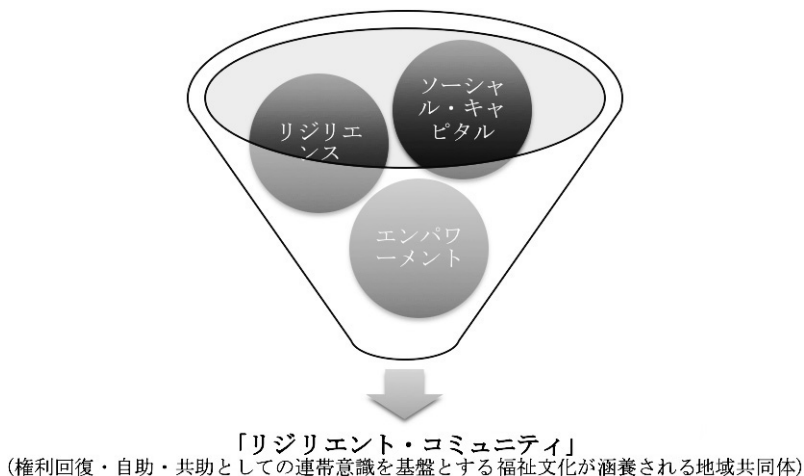 ソーシャ
ル・キャ
ピタル
リジリエ
ンス
エンパワ
ーメント
「リジリエント・コミュニティ」
(権利回復・自助・共助としての連帯意識を基盤とする福祉文化が涵養される地域共同体)